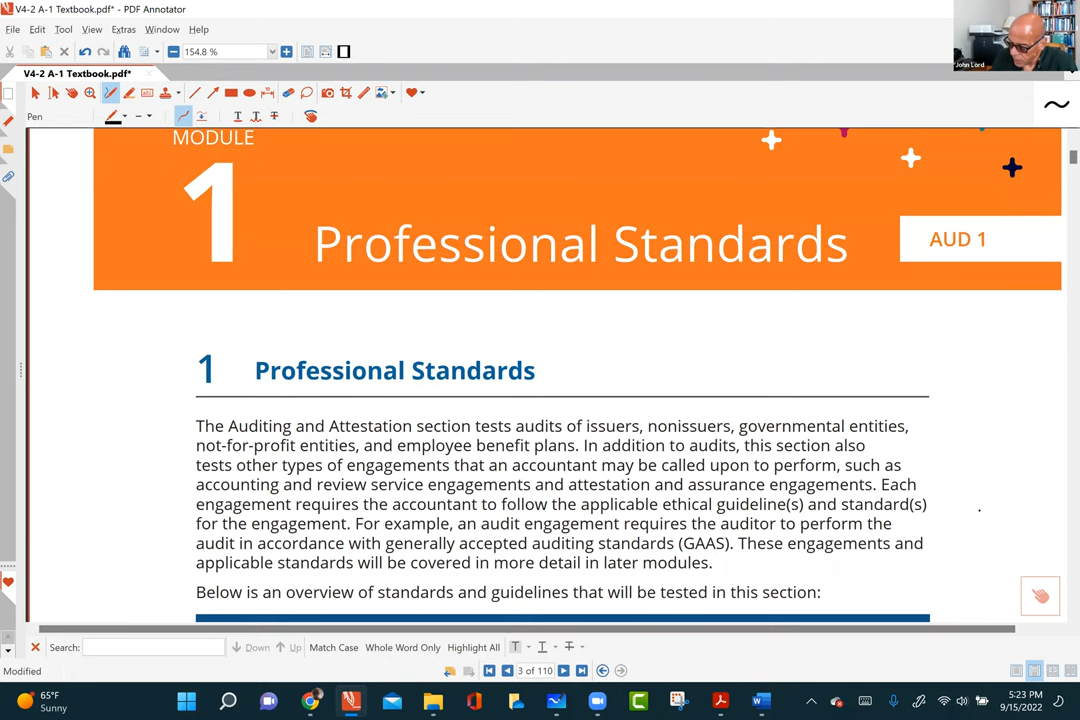 V4-2 A-1 Textbook.pdf* - PDF Annotator
File Edit Tool View Extras Window Help
154.8 %
V4-2 A-1 Textbook.pdf*
Pen
John Lord
MODULE
1
Professional Standards
AUD 1
1 Professional Standards
The Auditing and Attestation section tests audits of issuers, nonissuers, governmental entities,
not-for-profit entities, and employee benefit plans. In addition to audits, this section also
tests other types of engagements that an accountant may be called upon to perform, such as
accounting and review service engagements and attestation and assurance engagements. Each
engagement requires the accountant to follow the applicable ethical guideline(s) and standard(s)
for the engagement. For example, an audit engagement requires the auditor to perform the
audit in accordance with generally accepted auditing standards (GAAS). These engagements and
applicable standards will be covered in more detail in later modules.
Below is an overview of standards and guidelines that will be tested in this section:
Search: Down Up Match Case Whole Word Only Highlight All
Modified
3 of 110
65°F
Sunny
5:23 PM
9/15/2022